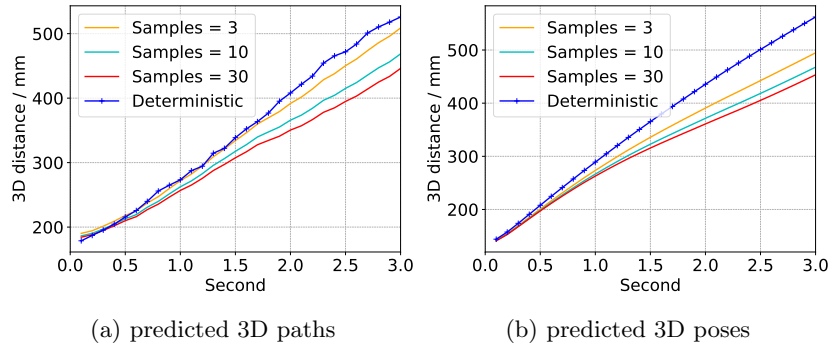 500
400
300
200
3D distance / mm
Samples = 3
Samples = 10
Samples = 30
Deterministic
0.0 0.5 1.0 1.5 2.0 2.5 3.0
Second
(a) predicted 3D paths
500
400
300
200
3D distance / mm
Samples = 3
Samples = 10
Samples = 30
Deterministic
0.0 0.5 1.0 1.5 2.0 2.5 3.0
Second
(b) predicted 3D poses